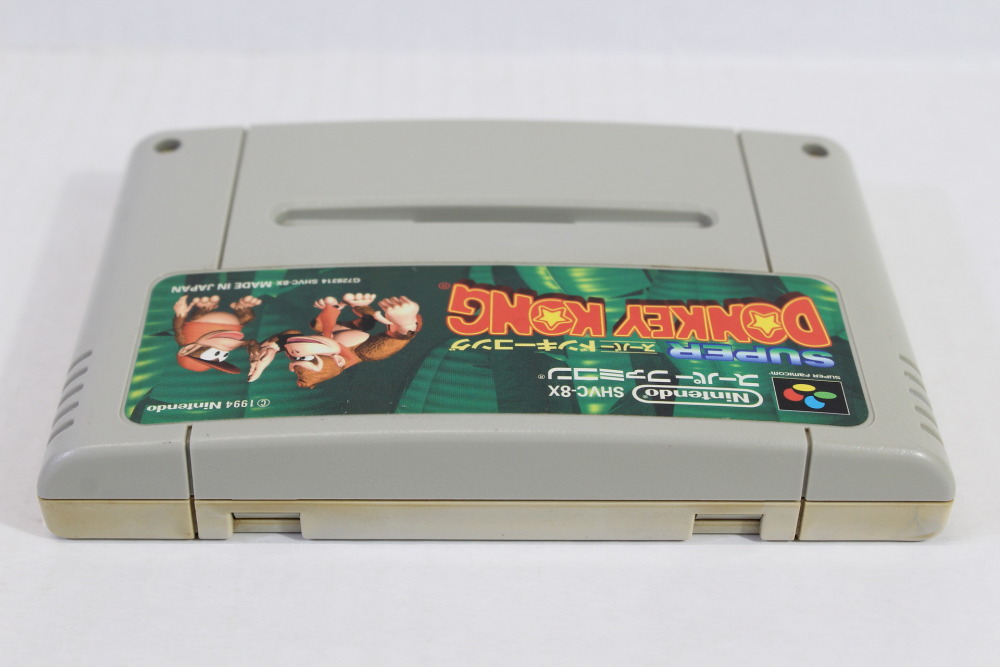 SUPER FAMICOM
Nintendo® SHVC-8X
スーパーファミコン®
SUPER
スーパー ドンキーコング
DONKEY KONG®
© 1994 Nintendo
G728314 SHVC-8X MADE IN JAPAN